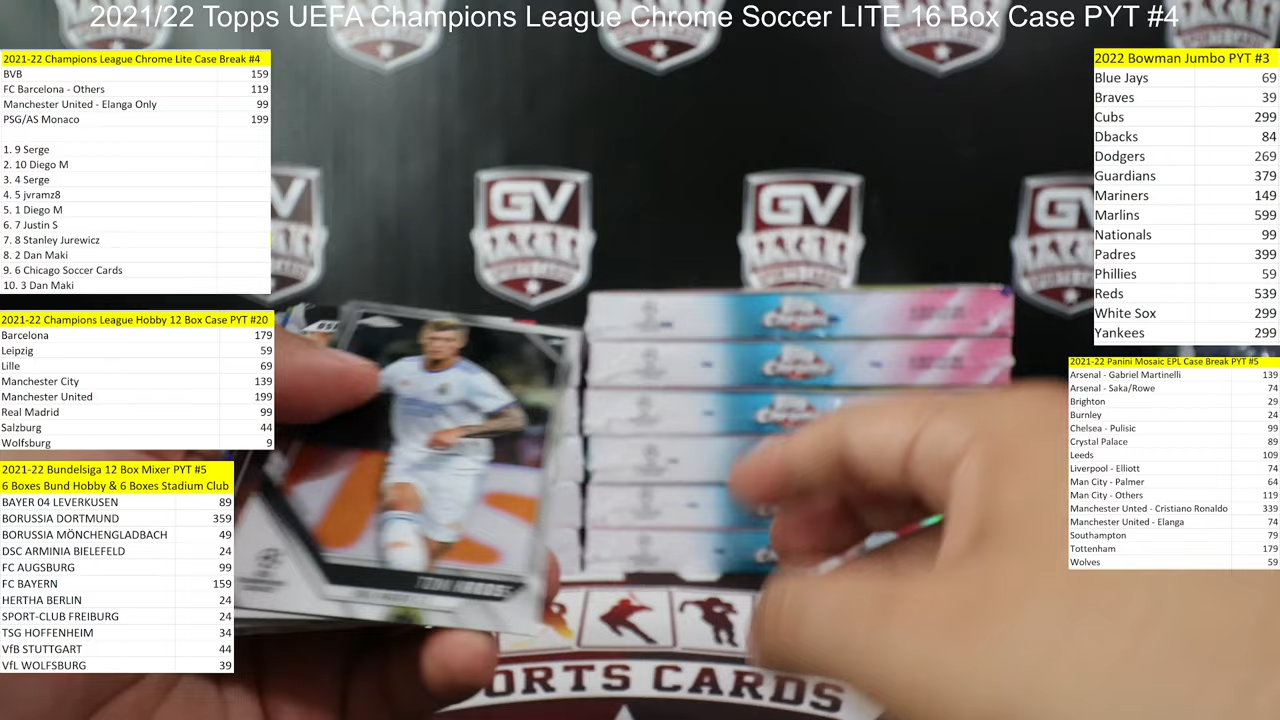 2021/22 Topps UEFA Champions League Chrome Soccer LITE 16 Box Case PYT #4
2021-22 Champions League Chrome Lite Case Break #4
BVB 159
FC Barcelona - Others 119
Manchester United - Elanga Only 99
PSG/AS Monaco 199
1. 9 Serge
2. 10 Diego M
3. 4 Serge
4. 5 jvramz8
5. 1 Diego M
6. 7 Justin S
7. 8 Stanley Jurewicz
8. 2 Dan Maki
9. 6 Chicago Soccer Cards
10. 3 Dan Maki
2021-22 Champions League Hobby 12 Box Case PYT #20
Barcelona 179
Leipzig 59
Lille 69
Manchester City 139
Manchester United 199
Real Madrid 99
Salzburg 44
Wolfsburg 9
2021-22 Bundelsiga 12 Box Mixer PYT #5
6 Boxes Bund Hobby & 6 Boxes Stadium Club
BAYER 04 LEVERKUSEN 89
BORUSSIA DORTMUND 359
BORUSSIA MÖNCHENGLADBACH 49
DSC ARMINIA BIELEFELD 24
FC AUGSBURG 99
FC BAYERN 159
HERTHA BERLIN 24
SPORT-CLUB FREIBURG 24
TSG HOFFENHEIM 34
VfB STUTTGART 44
VfL WOLFSBURG 39
2022 Bowman Jumbo PYT #3
Blue Jays 69
Braves 39
Cubs 299
Dbacks 84
Dodgers 269
Guardians 379
Mariners 149
Marlins 599
Nationals 99
Padres 399
Phillies 59
Reds 539
White Sox 299
Yankees 299
2021-22 Panini Mosaic EPL Case Break PYT #5
Arsenal - Gabriel Martinelli 139
Arsenal - Saka/Rowe 74
Brighton 29
Burney 24
Chelsea - Pulisic 99
Crystal Palace 89
Leeds 109
Liverpool - Elliott 74
Man City - Palmer 64
Man City - Others 119
Manchester Unted - Cristiano Ronaldo 339
Manchester United - Elanga 74
Southampton 79
Tottenham 179
Wolves 59
GV
GV
GV
GV
TONI KROOS
ORTS CARDS